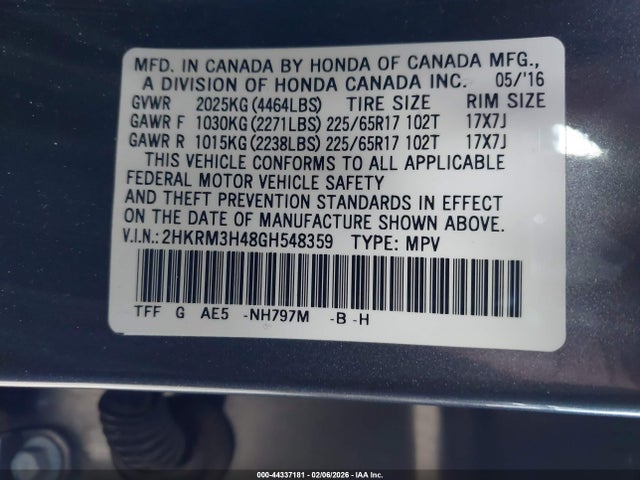 MFD. IN CANADA BY HONDA OF CANADA MFG.,
A DIVISION OF HONDA CANADA INC. 05/'16
GVWR 2025KG(4464LBS) TIRE SIZE RIM SIZE
GAWR F 1030KG(2271LBS) 225/65R17 102T 17X7J
GAWR R 1015KG(2238LBS) 225/65R17 102T 17X7J
THIS VEHICLE CONFORMS TO ALL APPLICABLE
FEDERAL MOTOR VEHICLE SAFETY
AND THEFT PREVENTION STANDARDS IN EFFECT
ON THE DATE OF MANUFACTURE SHOWN ABOVE.
V.I.N.:2HKRM3H48GH548359 TYPE: MPV
TFF G AE5 -NH797M -B -H
000-44337181 - 02/06/2026 - IAA Inc.